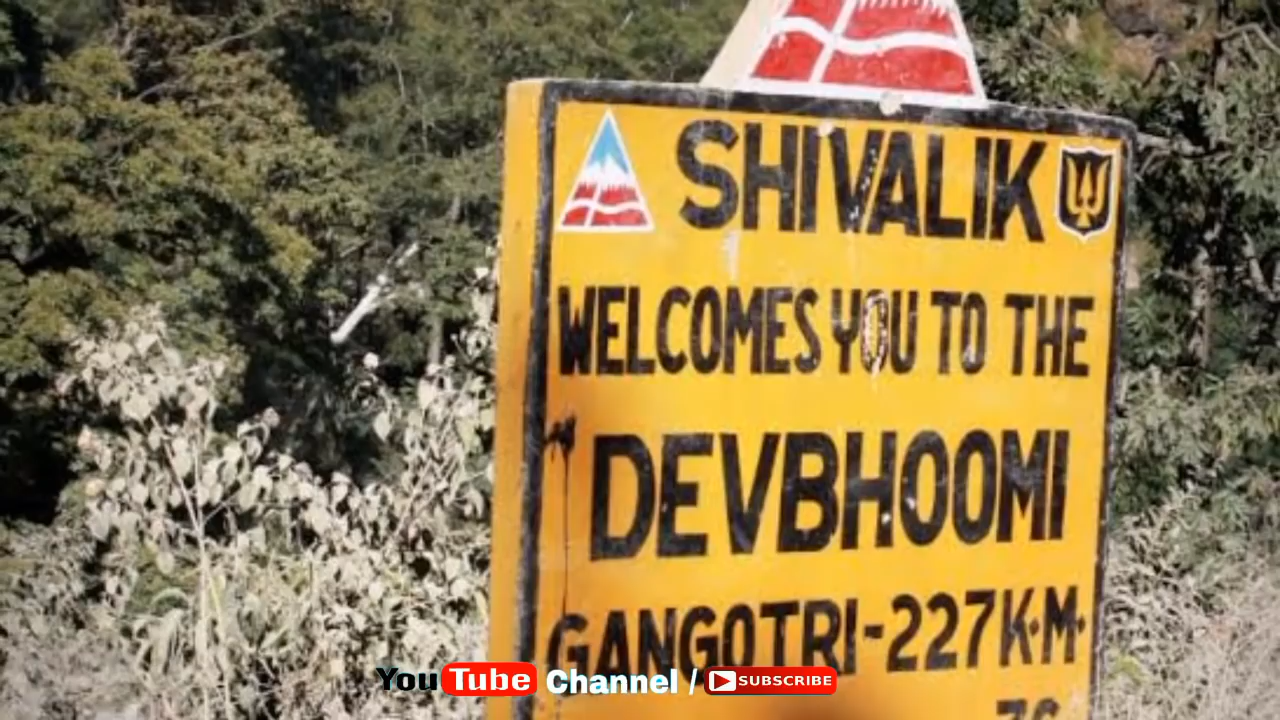 SHIVALIK
WELCOMES YOU TO THE
DEVBHOOMI
GANGOTRI-227K·M·
YouTube Channel / SUBSCRIBE